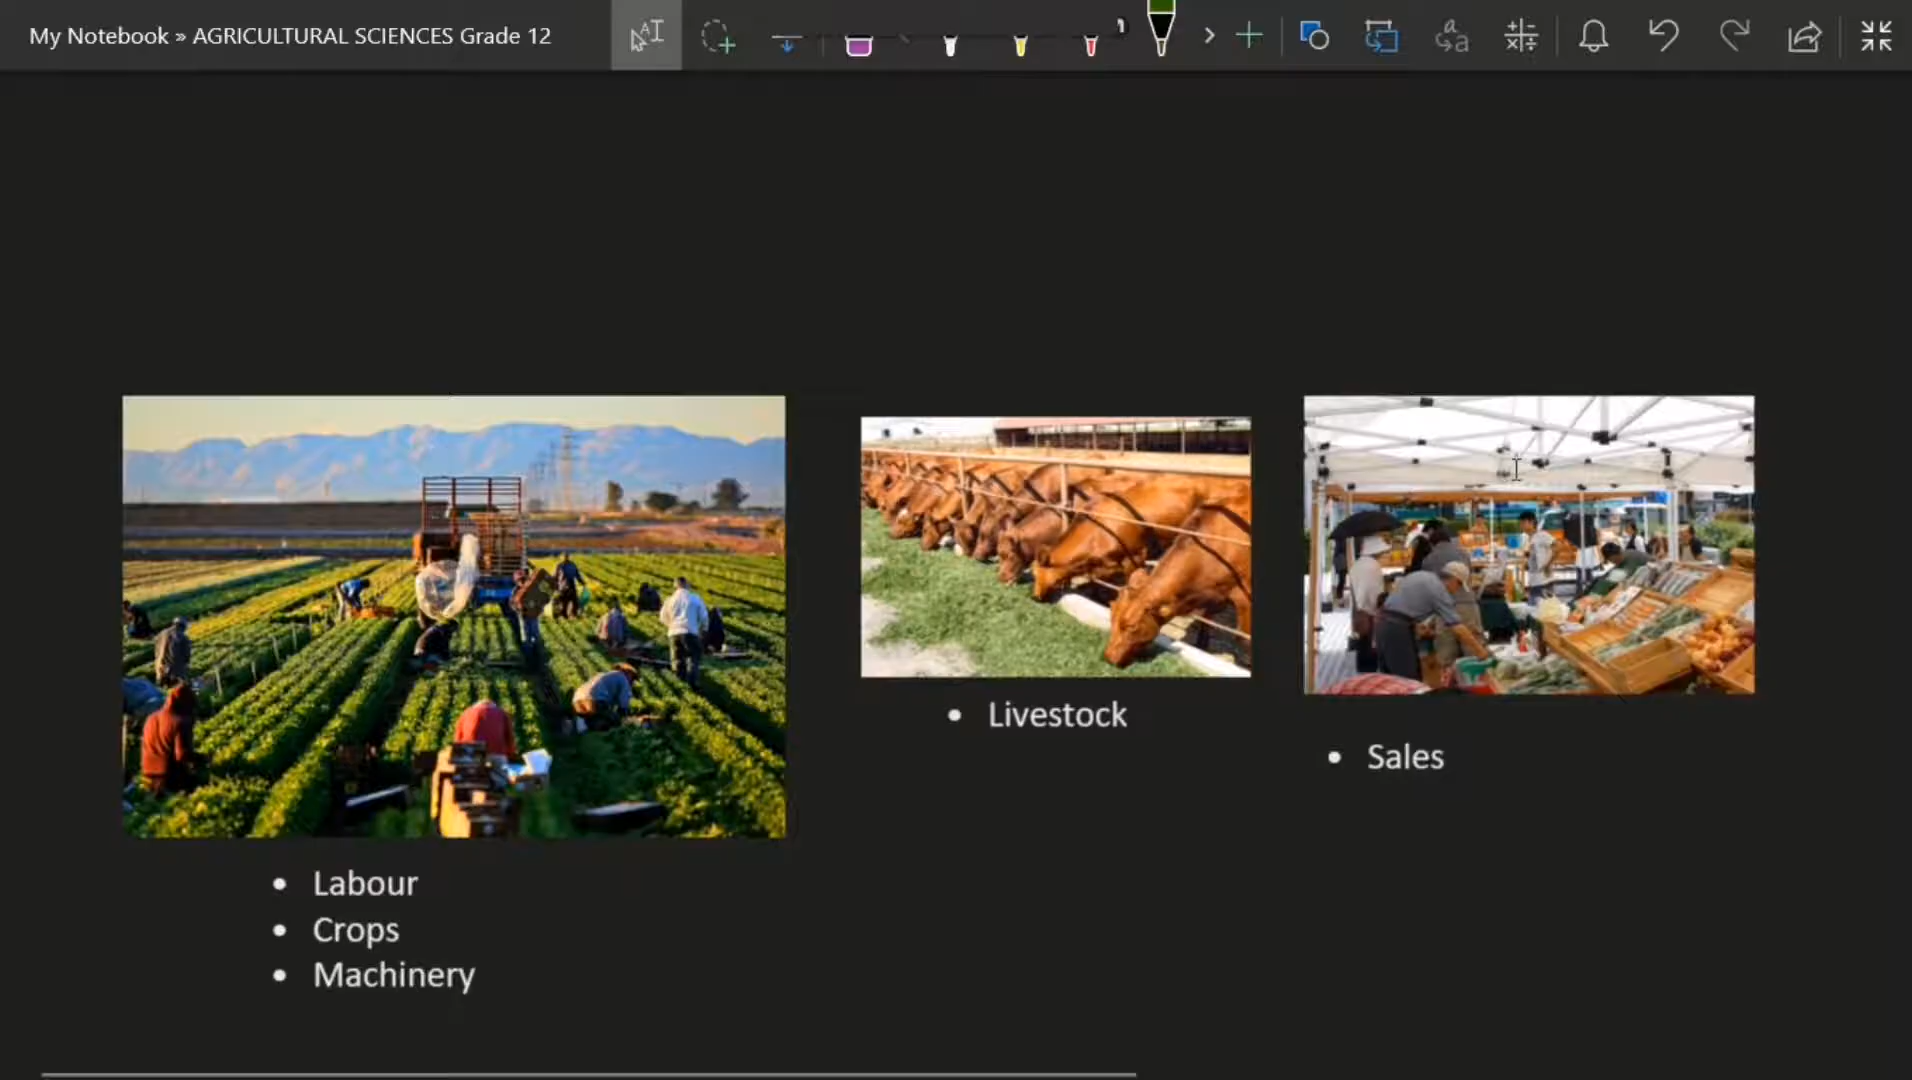 My Notebook » AGRICULTURAL SCIENCES Grade 12
• Livestock
• Sales
• Labour
• Crops
• Machinery